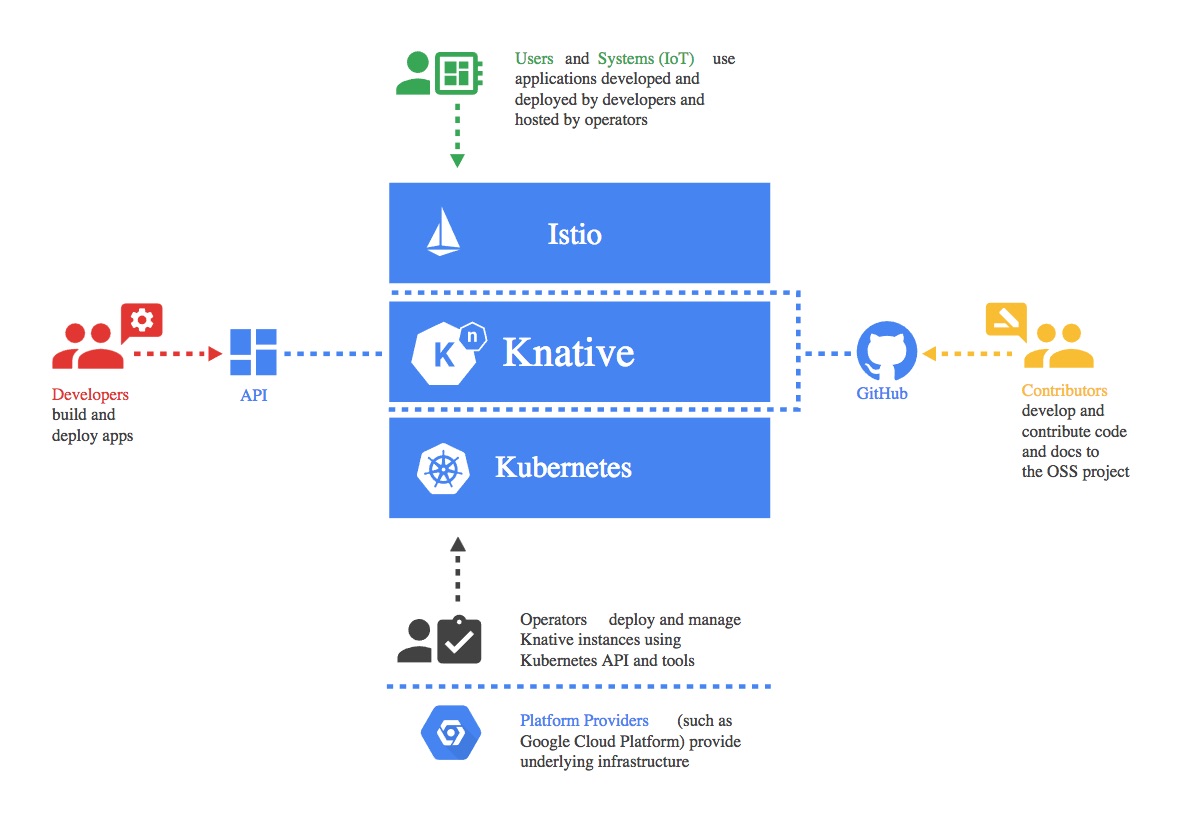 Users and Systems (IoT) use
applications developed and
deployed by developers and
hosted by operators
Istio
Developers
build and
deploy apps
API
K
n
Knative
GitHub
Contributors
develop and
contribute code
and docs to
the OSS project
Kubernetes
Operators deploy and manage
Knative instances using
Kubernetes API and tools
Platform Providers (such as
Google Cloud Platform) provide
underlying infrastructure